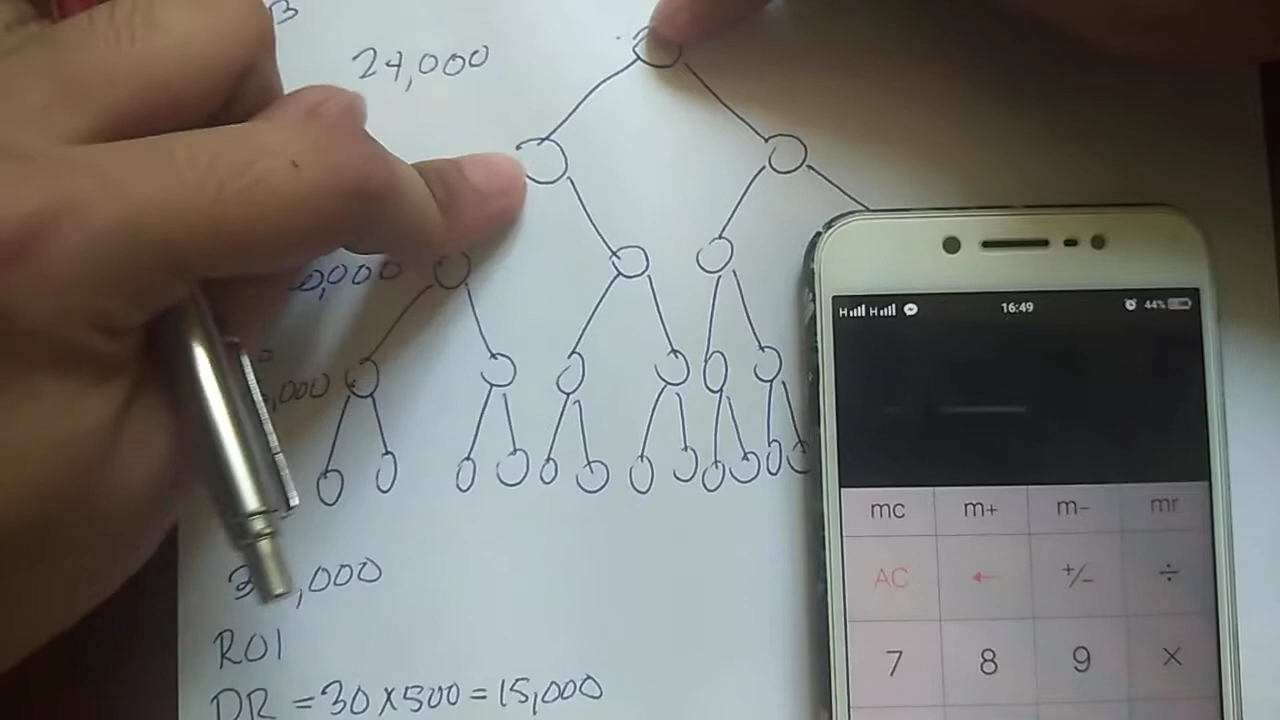 24,000
,000
,000
,000
ROI
DR = 30 x 500 = 15,000
16:49
44%
mc m+ m- mr
AC ← +/- ÷
7 8 9 ×